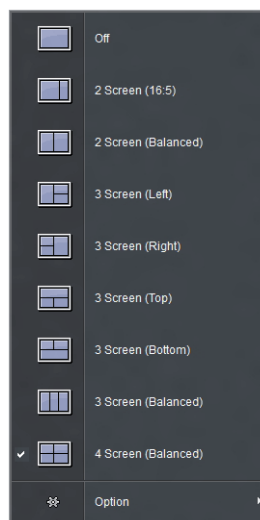 Off
2 Screen (16:5)
2 Screen (Balanced)
3 Screen (Left)
3 Screen (Right)
3 Screen (Top)
3 Screen (Bottom)
3 Screen (Balanced)
4 Screen (Balanced)
Option